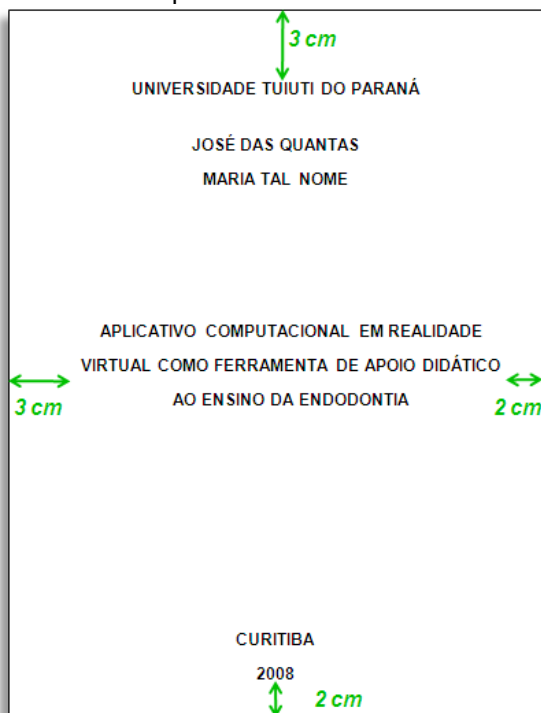 3 cm
UNIVERSIDADE TUIUTI DO PARANÁ
JOSÉ DAS QUANTAS
MARIA TAL NOME
APLICATIVO COMPUTACIONAL EM REALIDADE
VIRTUAL COMO FERRAMENTA DE APOIO DIDÁTICO
AO ENSINO DA ENDODONTIA
3 cm
2 cm
CURITIBA
2008
2 cm